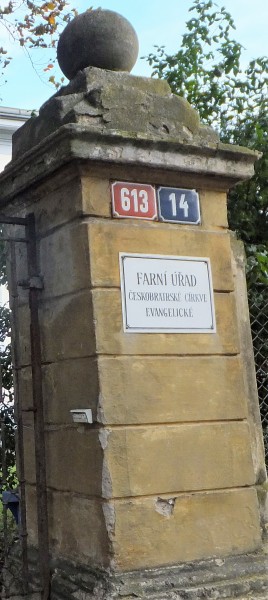 613 14
FARNÍ ÚŘAD
ČESKOBRATRSKÉ CÍRKVE
EVANGELICKÉ